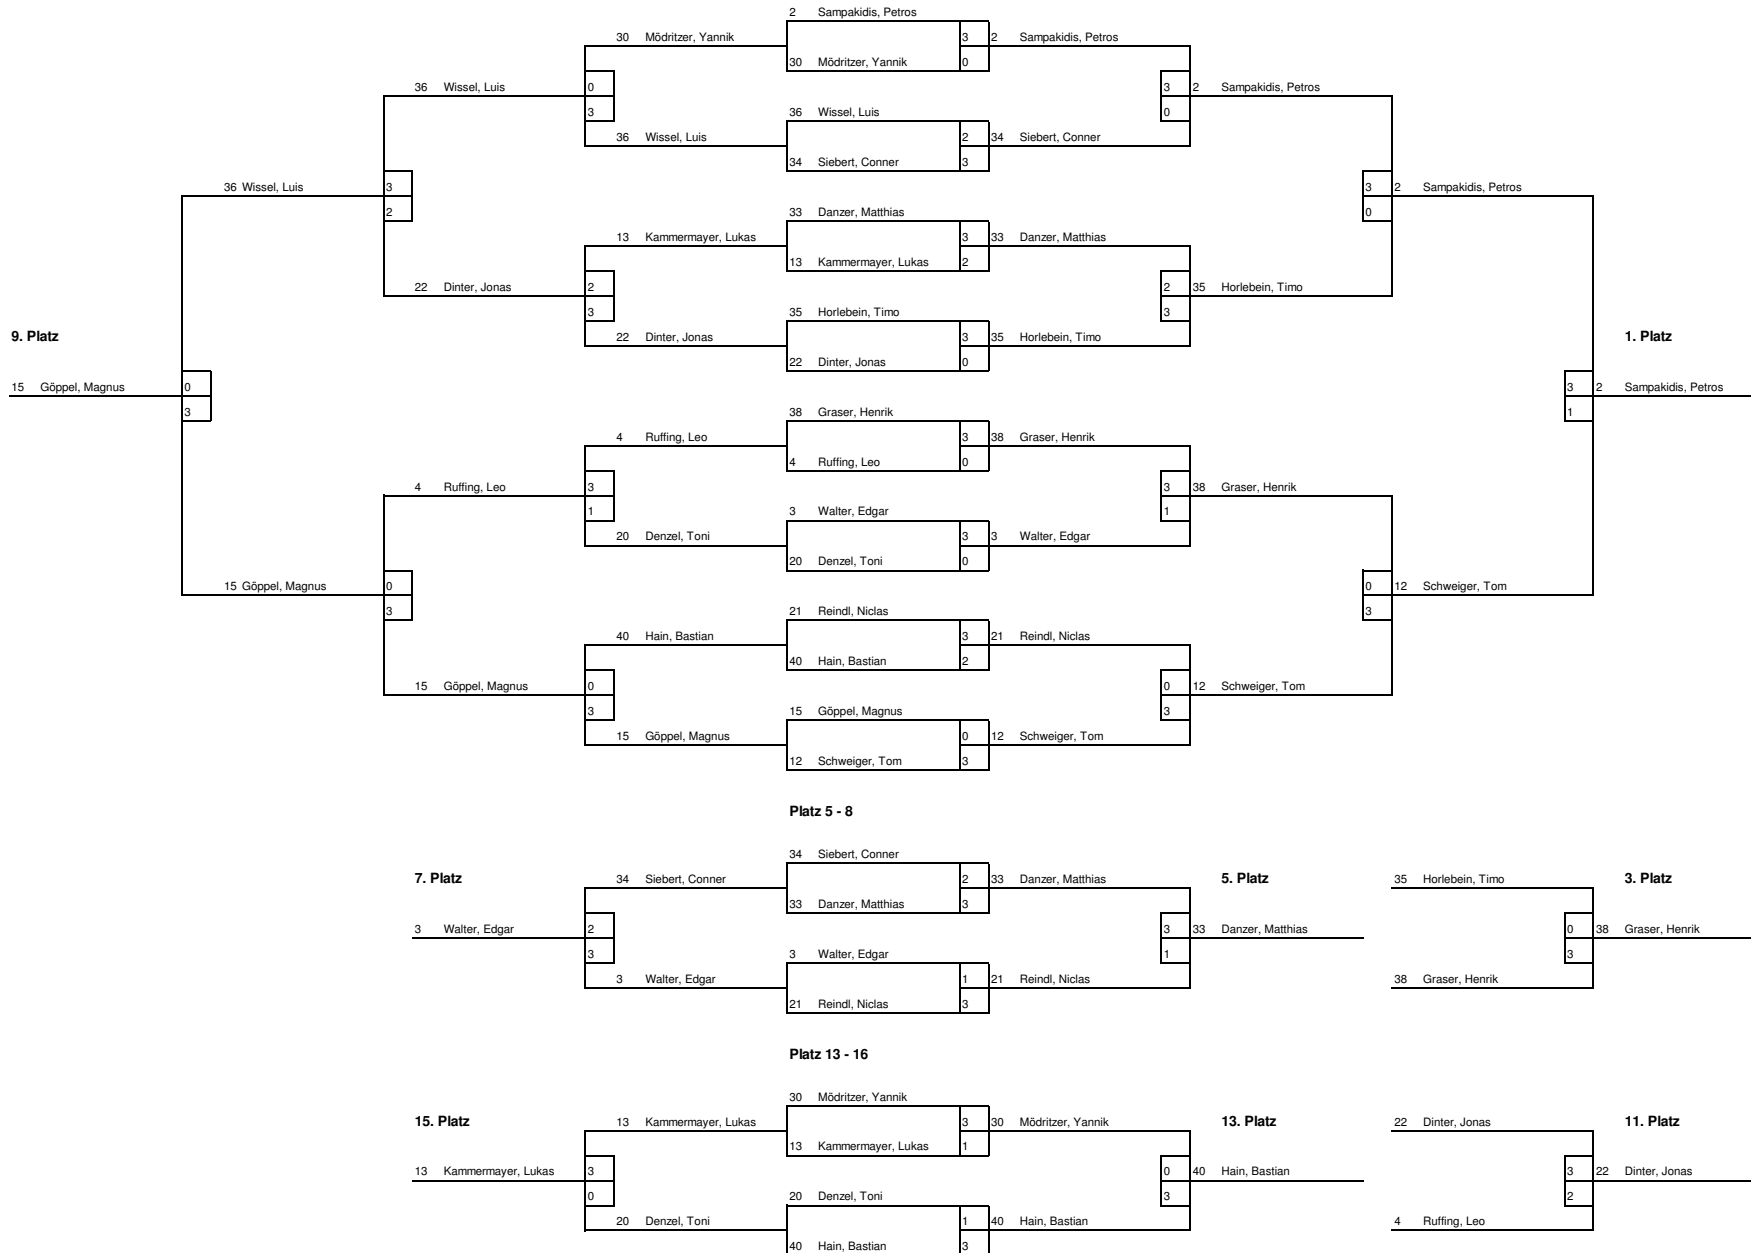 2 Sampakidis, Petros
30 Mödritzer, Yannik 3 2 Sampakidis, Petros
30 Mödritzer, Yannik 0
36 Wissel, Luis 0 3 2 Sampakidis, Petros
3 36 Wissel, Luis 0
36 Wissel, Luis 2 34 Siebert, Conner
34 Siebert, Conner 3
36 Wissel, Luis 3 3 2 Sampakidis, Petros
2 33 Danzer, Matthias 0
13 Kammermayer, Lukas 3 33 Danzer, Matthias
13 Kammermayer, Lukas 2
22 Dinter, Jonas 2 2 35 Horlebein, Timo
3 35 Horlebein, Timo 3
9. Platz 22 Dinter, Jonas 3 35 Horlebein, Timo 1. Platz
22 Dinter, Jonas 0
15 Göppel, Magnus 0 3 2 Sampakidis, Petros
3 38 Graser, Henrik 1
4 Ruffing, Leo 3 38 Graser, Henrik
4 Ruffing, Leo 0
4 Ruffing, Leo 3 3 38 Graser, Henrik
1 3 Walter, Edgar 1
20 Denzel, Toni 3 3 Walter, Edgar
20 Denzel, Toni 0
15 Göppel, Magnus 0 0 12 Schweiger, Tom
3 21 Reindl, Niclas 3
40 Hain, Bastian 3 21 Reindl, Niclas
40 Hain, Bastian 2
15 Göppel, Magnus 0 0 12 Schweiger, Tom
3 15 Göppel, Magnus 3
15 Göppel, Magnus 0 12 Schweiger, Tom
12 Schweiger, Tom 3
Platz 5 - 8
34 Siebert, Conner
7. Platz 34 Siebert, Conner 2 33 Danzer, Matthias 5. Platz 35 Horlebein, Timo 3. Platz
33 Danzer, Matthias 3
3 Walter, Edgar 2 3 33 Danzer, Matthias 0 38 Graser, Henrik
3 3 Walter, Edgar 1 3
3 Walter, Edgar 1 21 Reindl, Niclas 38 Graser, Henrik
21 Reindl, Niclas 3
Platz 13 - 16
30 Mödritzer, Yannik
15. Platz 13 Kammermayer, Lukas 3 30 Mödritzer, Yannik 13. Platz 22 Dinter, Jonas 11. Platz
13 Kammermayer, Lukas 1
13 Kammermayer, Lukas 3 0 40 Hain, Bastian 3 22 Dinter, Jonas
0 20 Denzel, Toni 3 2
20 Denzel, Toni 1 40 Hain, Bastian 4 Ruffing, Leo
40 Hain, Bastian 3